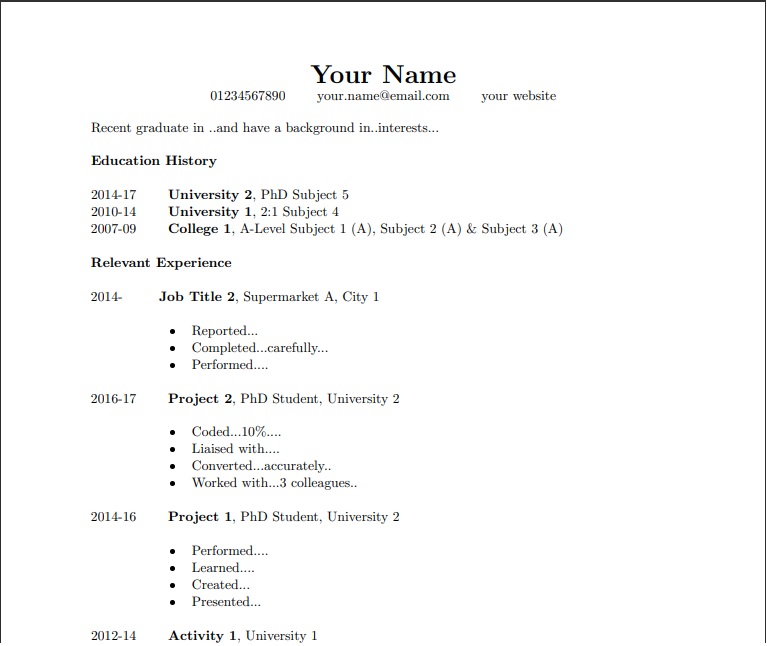 Your Name
01234567890 your.name@email.com your website
Recent graduate in ..and have a background in..interests...
Education History
2014-17 University 2, PhD Subject 5
2010-14 University 1, 2:1 Subject 4
2007-09 College 1, A-Level Subject 1 (A), Subject 2 (A) & Subject 3 (A)
Relevant Experience
2014- Job Title 2, Supermarket A, City 1
• Reported...
• Completed...carefully...
• Performed....
2016-17 Project 2, PhD Student, University 2
• Coded...10%....
• Liaised with....
• Converted...accurately..
• Worked with...3 colleagues..
2014-16 Project 1, PhD Student, University 2
• Performed....
• Learned....
• Created...
• Presented...
2012-14 Activity 1, University 1